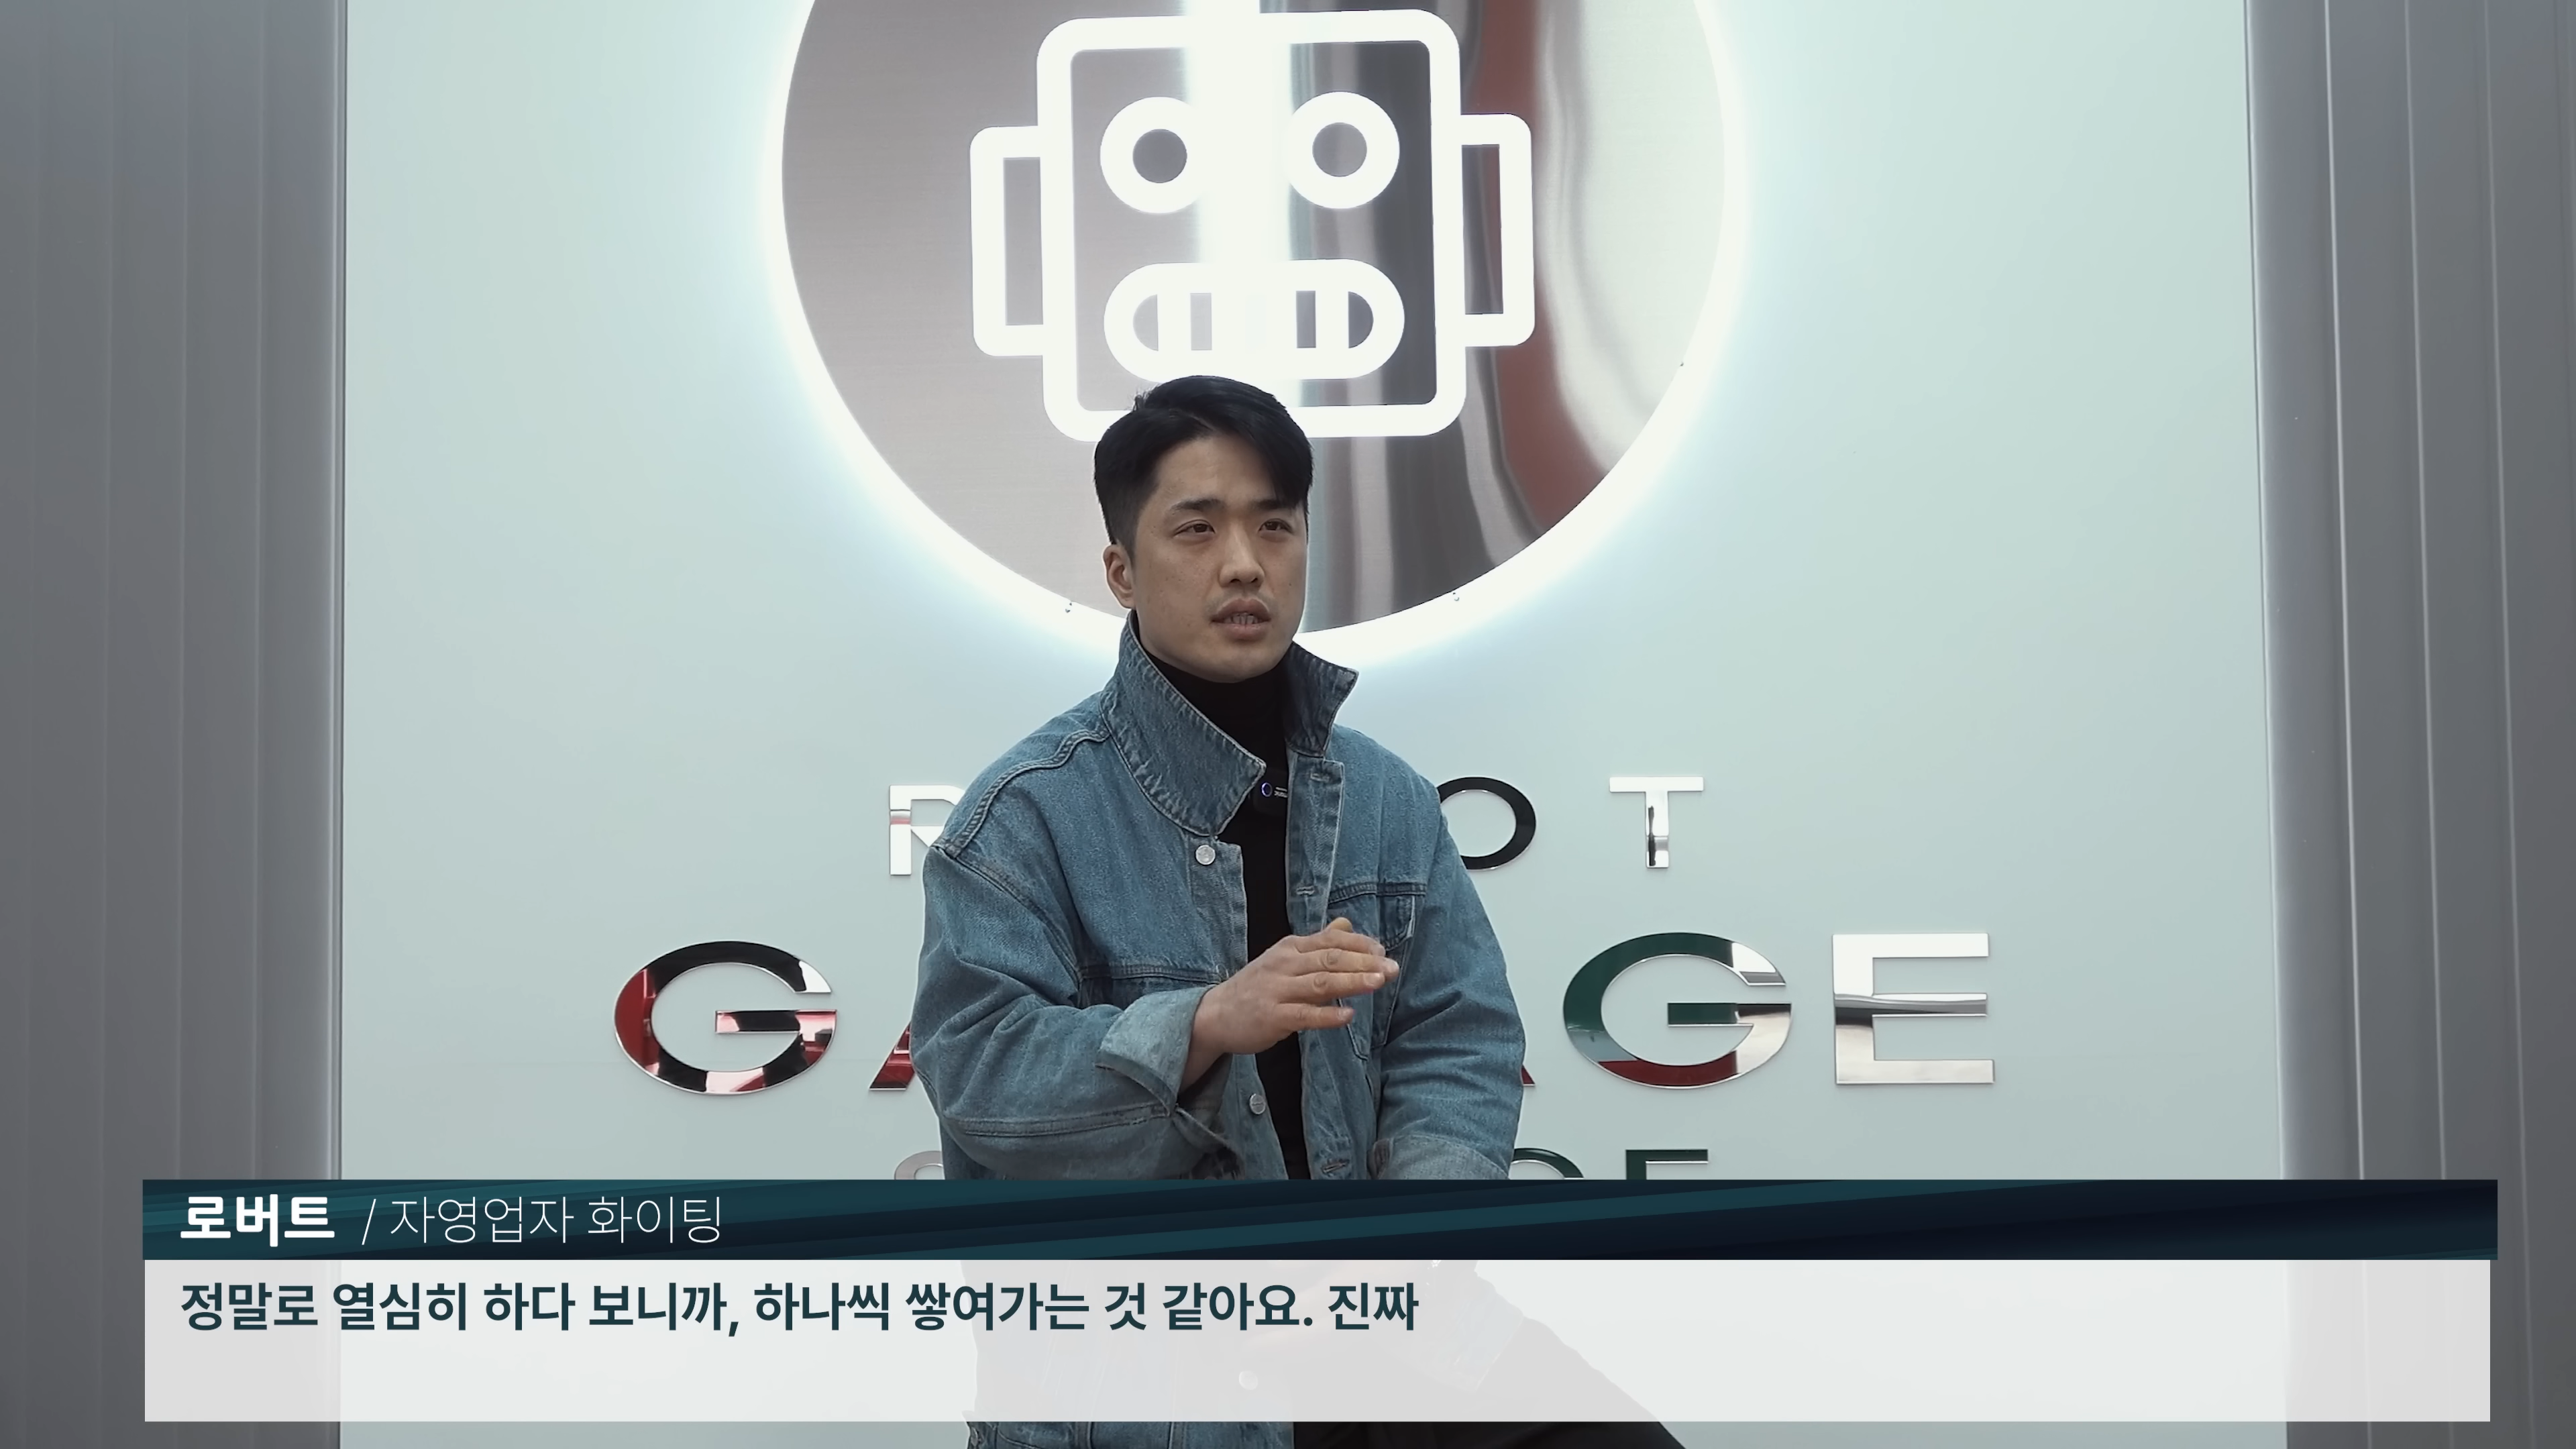 로버트 / 자영업자 화이팅
정말로 열심히 하다 보니까, 하나씩 쌓여가는 것 같아요. 진짜